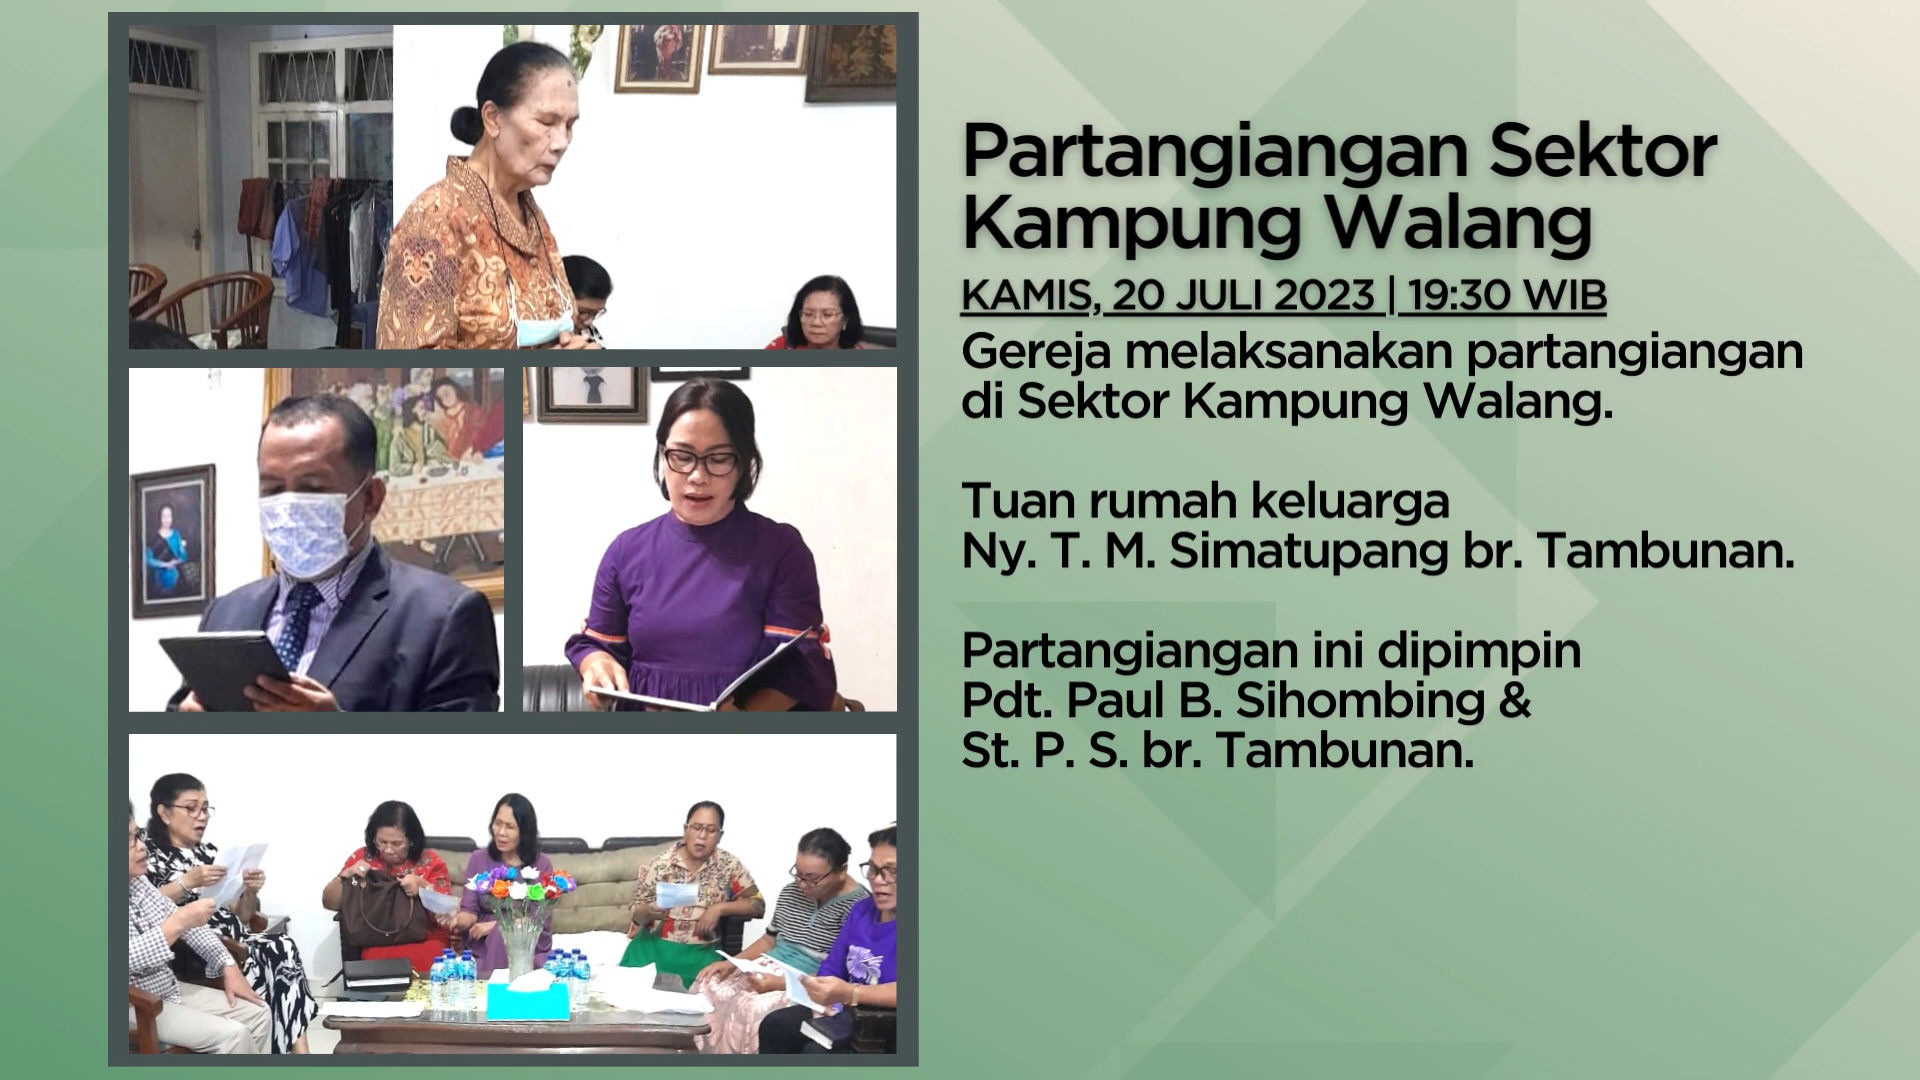 Partangiangan Sektor
Kampung Walang
KAMIS, 20 JULI 2023 | 19:30 WIB
Gereja melaksanakan partangiangan
di Sektor Kampung Walang.
Tuan rumah keluarga
Ny. T. M. Simatupang br. Tambunan.
Partangiangan ini dipimpin
Pdt. Paul B. Sihombing &
St. P. S. br. Tambunan.